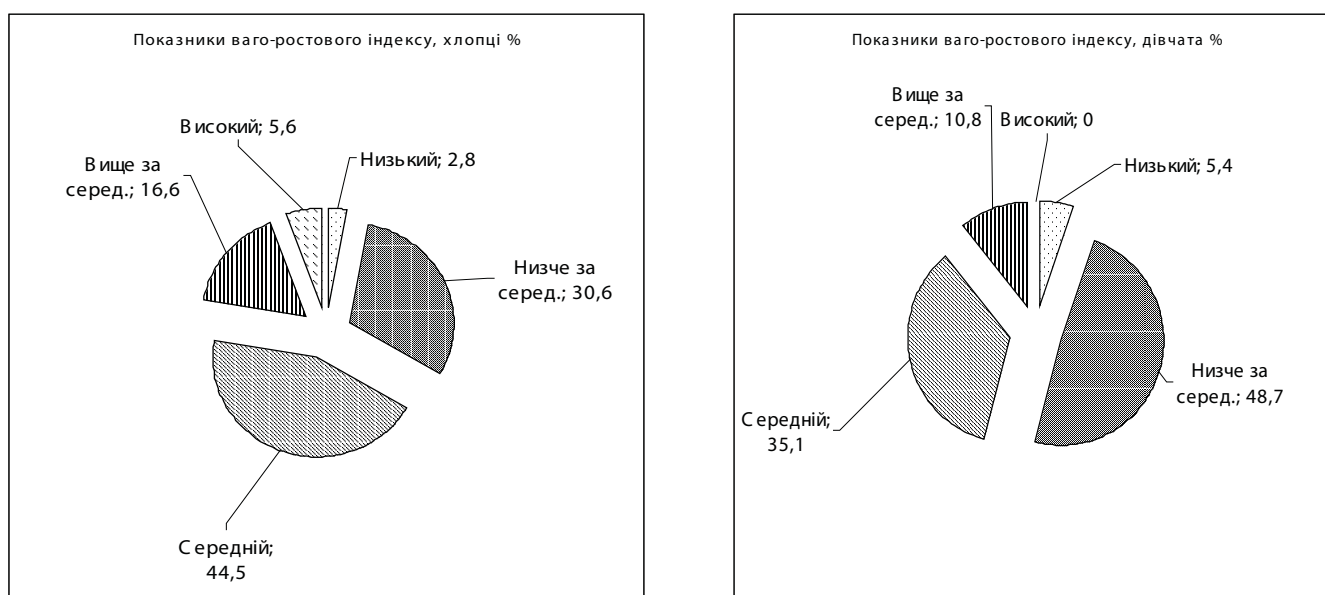 Показники ваго-ростового індексу, хлопці %
Високий; 5,6
Низький; 2,8
Вище за
серед.; 16,6
Низче за
серед.; 30,6
Середній;
44,5
Показники ваго-ростового індексу, дівчата %
Вище за
серед.; 10,8
Високий; 0
Низький; 5,4
Низче за
серед.; 48,7
Середній;
35,1